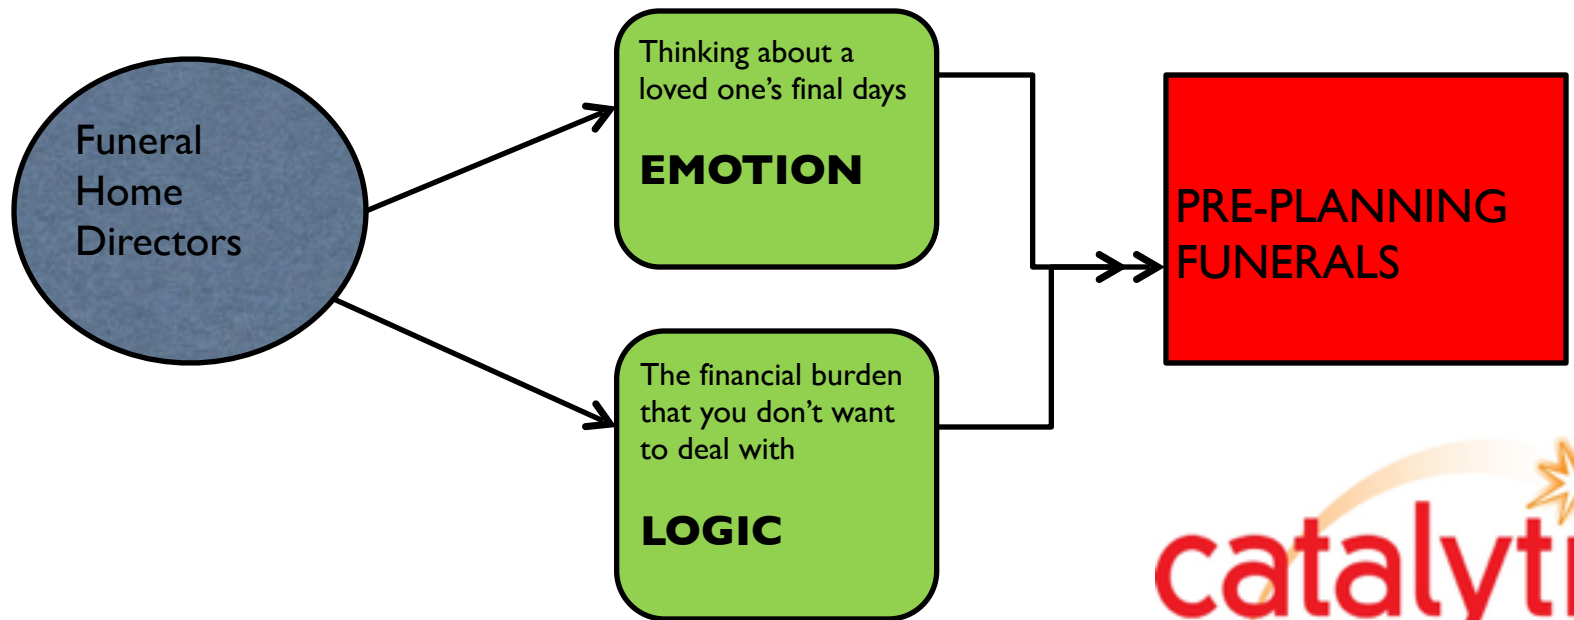 Funeral
Home
Directors
Thinking about a
loved one’s final days
EMOTION
The financial burden
that you don’t want
to deal with
LOGIC
PRE-PLANNING
FUNERALS